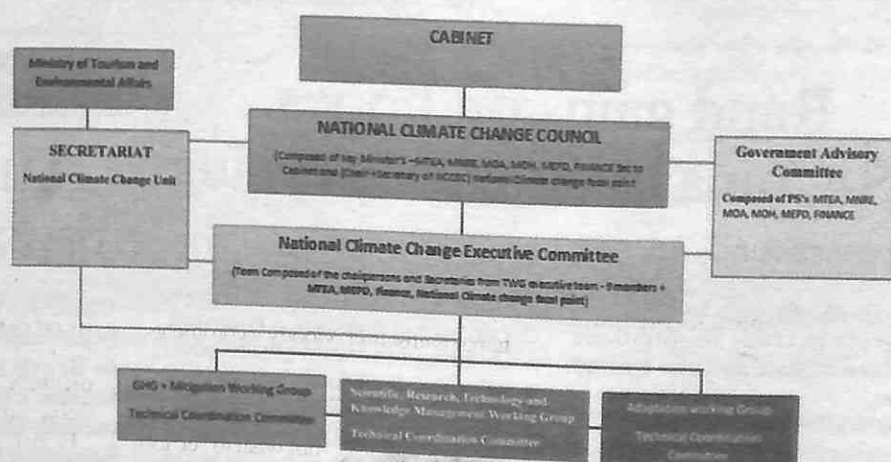 CABINET
Ministry of Tourism and
Environmental Affairs
NATIONAL CLIMATE CHANGE COUNCIL
(Composed of key Minister's –MTEA, MNRE, MOA, MOH, MEPD, FINANCE Sec to
Cabinet and (Chair +Secretary of NCCEC) National Climate change focal point
SECRETARIAT
National Climate Change Unit
Government Advisory
Committee
Composed of PS's MTEA, MNRE,
MOA, MOH, MEPD, FINANCE
National Climate Change Executive Committee
(Team Composed of the chairpersons and Secretaries from TWG executive team - 9 members +
MTEA, MEPD, Finance, National Climate change focal point)
GHG + Mitigation Working Group
Technical Coordination Committee
Scientific, Research, Technology and
Knowledge Management Working Group
Technical Coordination Committee
Adaptation working Group
Technical Coordination
Committee